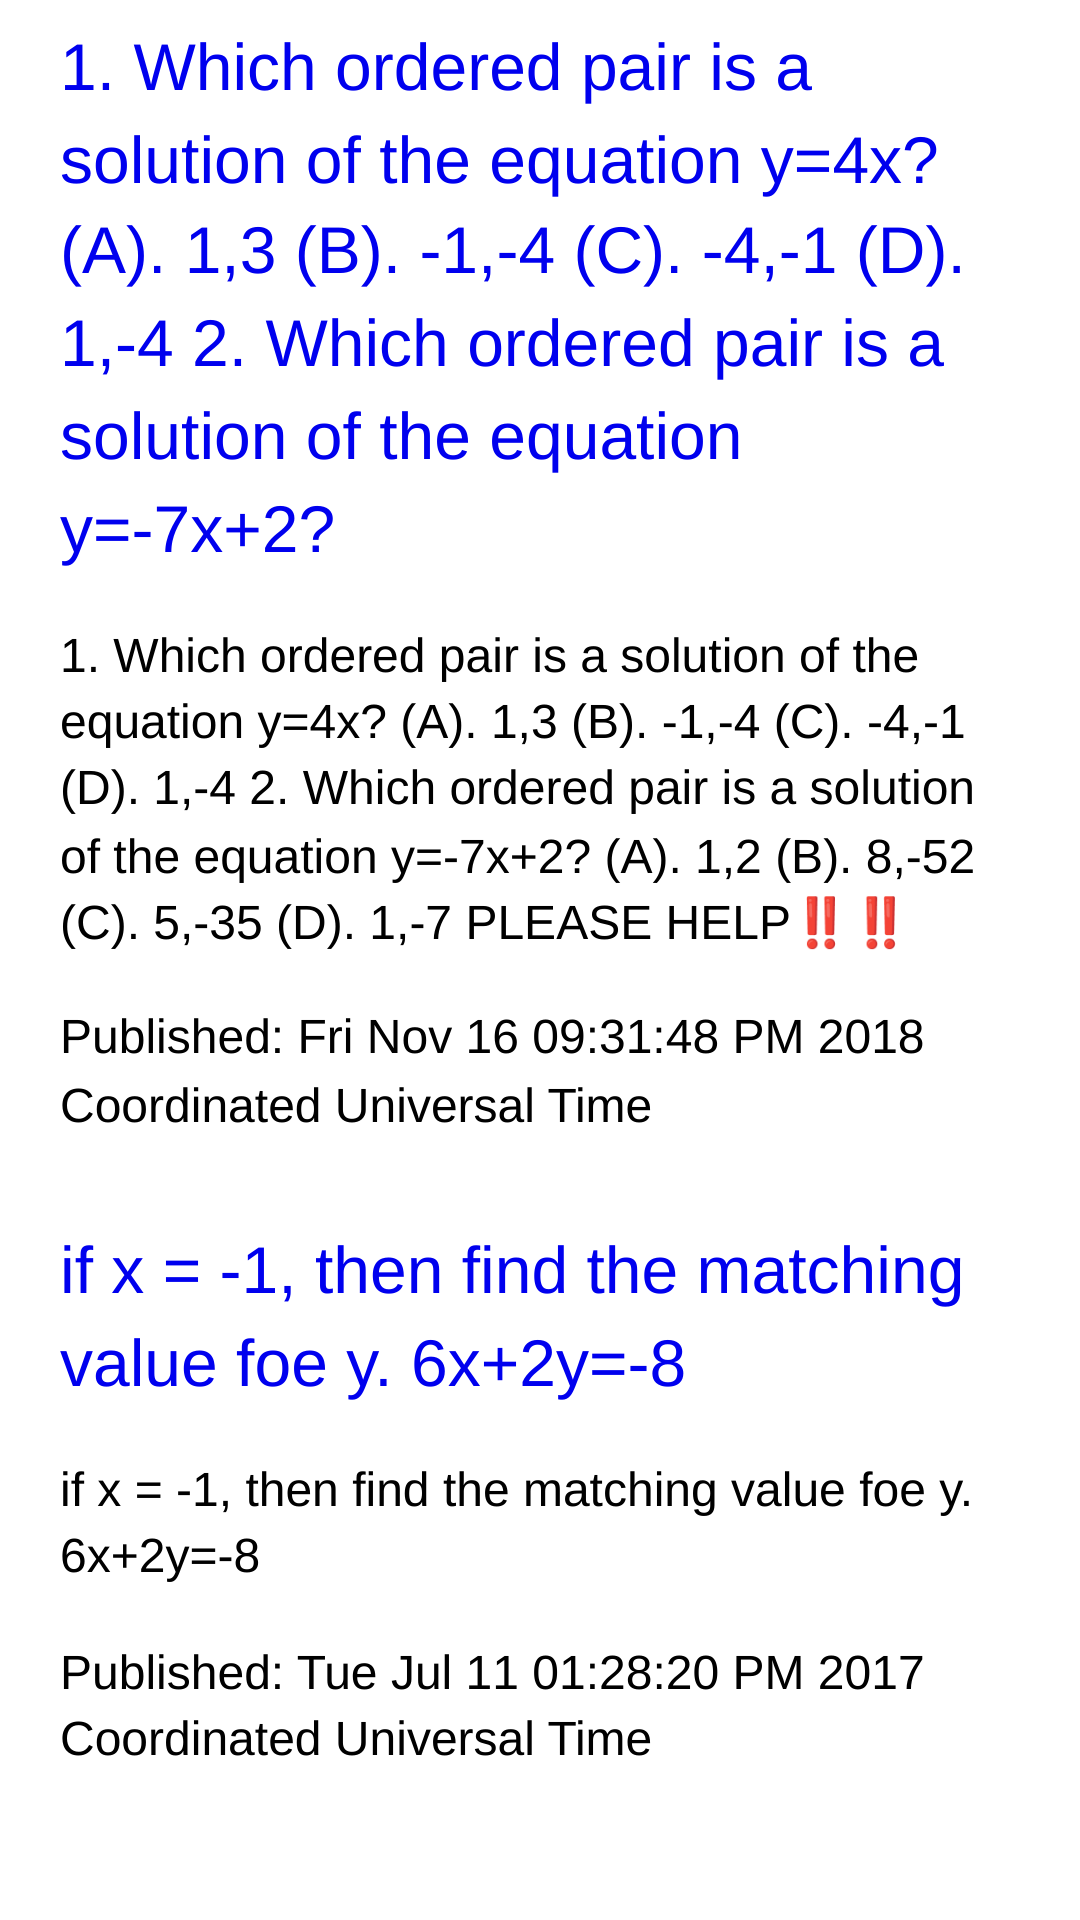 1. Which ordered pair is a
solution of the equation y=4x?
(A). 1,3 (B). -1,-4 (C). -4,-1 (D).
1,-4 2. Which ordered pair is a
solution of the equation
y=-7x+2?
1. Which ordered pair is a solution of the
equation y=4x? (A). 1,3 (B). -1,-4 (C). -4,-1
(D). 1,-4 2. Which ordered pair is a solution
of the equation y=-7x+2? (A). 1,2 (B). 8,-52
(C). 5,-35 (D). 1,-7 PLEASE HELP‼️‼️
Published: Fri Nov 16 09:31:48 PM 2018
Coordinated Universal Time
if x = -1, then find the matching
value foe y. 6x+2y=-8
if x = -1, then find the matching value foe y.
6x+2y=-8
Published: Tue Jul 11 01:28:20 PM 2017
Coordinated Universal Time